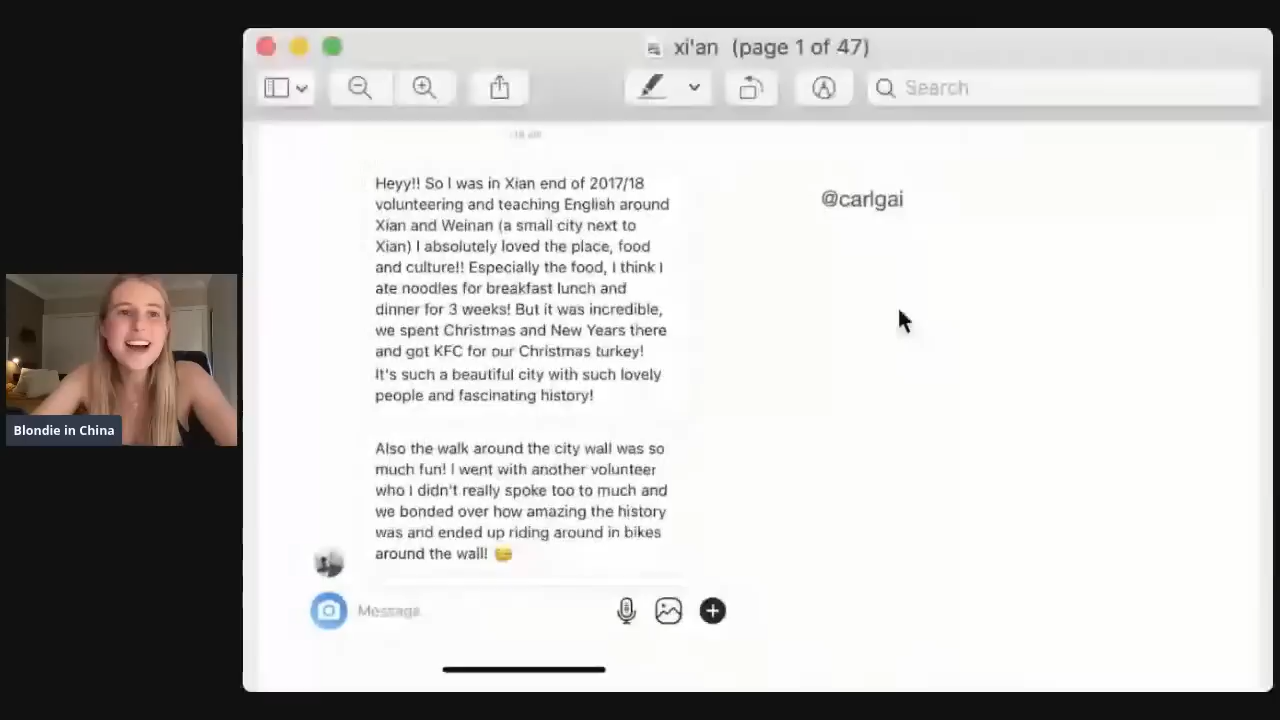 xi'an (page 1 of 47)
Search
Heyy!! So I was in Xian end of 2017/18
volunteering and teaching English around
Xian and Weinan (a small city next to
Xian) I absolutely loved the place, food
and culture!! Especially the food, I think I
ate noodles for breakfast lunch and
dinner for 3 weeks! But it was incredible,
we spent Christmas and New Years there
and got KFC for our Christmas turkey!
It's such a beautiful city with such lovely
people and fascinating history!
Also the walk around the city wall was so
much fun! I went with another volunteer
who I didn't really spoke too to much and
we bonded over how amazing the history
was and ended up riding around in bikes
around the wall! 😊
Message
@carlgai
Blondie in China